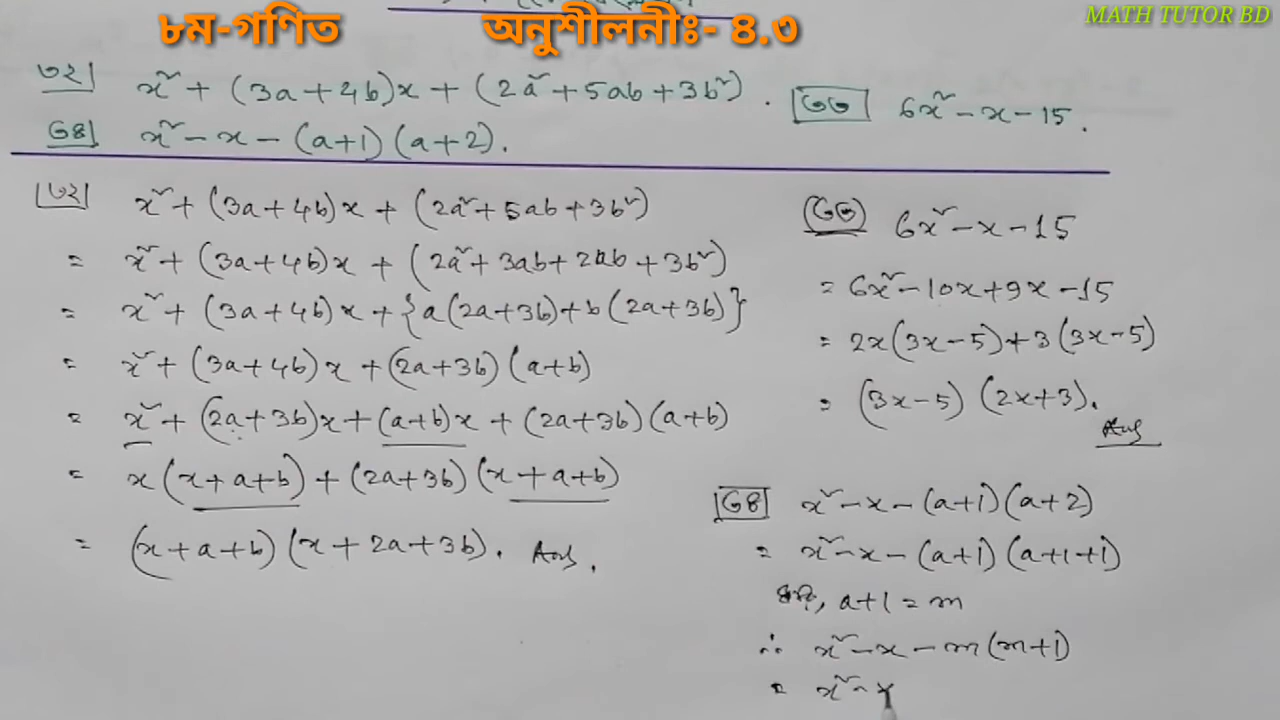 MATH TUTOR BD
৮ম-গণিত অনুশীলনীঃ- ৪.৩
৩২| x² + (3a+4b)x + (2a²+5ab+3b²). ৩৩ 6x²-x-15.
৩৪| x²-x-(a+1)(a+2).
৩২| x²+(3a+4b)x+(2a²+5ab+3b²)
= x²+(3a+4b)x+(2a²+3ab+2ab+3b²)
= x²+(3a+4b)x+{a(2a+3b)+b(2a+3b)}
= x²+(3a+4b)x+(2a+3b)(a+b)
= x²+(2a+3b)x+(a+b)x+(2a+3b)(a+b)
= x(x+a+b)+(2a+3b)(x+a+b)
= (x+a+b)(x+2a+3b). Ans.
৩৩ 6x²-x-15
= 6x²-10x+9x-15
= 2x(3x-5)+3(3x-5)
= (3x-5)(2x+3).
Ans
৩৪ x²-x-(a+1)(a+2)
= x²-x-(a+1)(a+1+1)
ধরি, a+1=m
∴ x²-x-m(m+1)
= x²-x